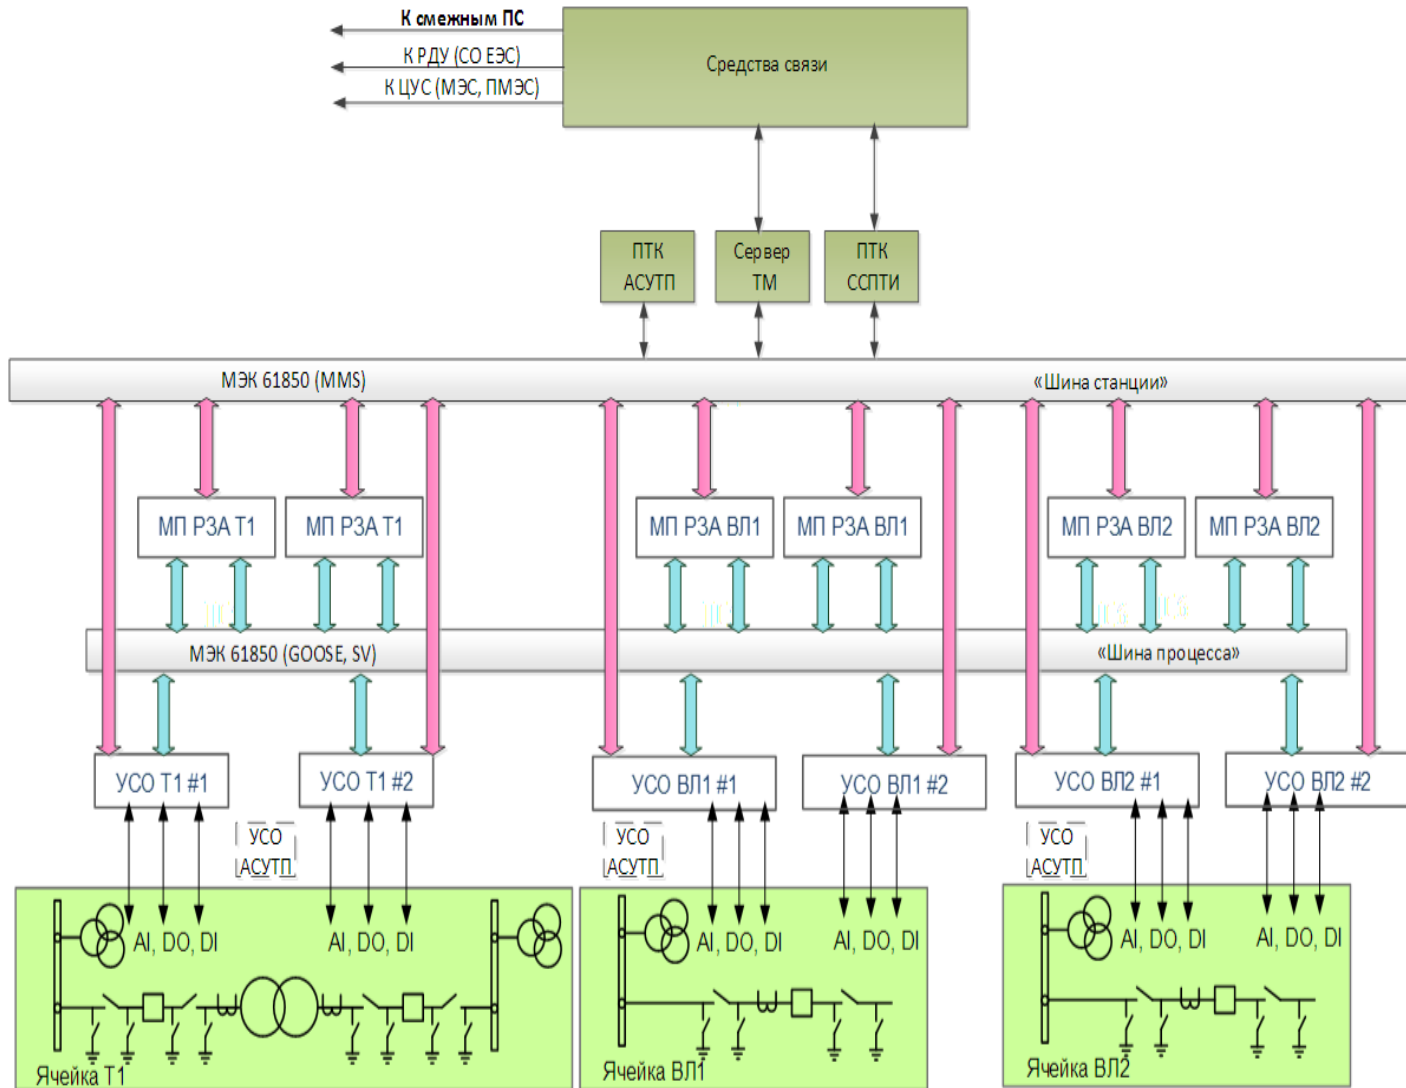 К смежным ПС
К РДУ (СО ЕЭС)
К ЦУС (МЭС, ПМЭС)
Средства связи
ПТК
АСУТП
Сервер
ТМ
ПТК
ССПТИ
МЭК 61850 (MMS)
«Шина станции»
МП РЗА Т1
МП РЗА Т1
МП РЗА ВЛ1
МП РЗА ВЛ1
МП РЗА ВЛ2
МП РЗА ВЛ2
МЭК 61850 (GOOSE, SV)
«Шина процесса»
УСО Т1 #1
УСО Т1 #2
УСО ВЛ1 #1
УСО ВЛ1 #2
УСО ВЛ2 #1
УСО ВЛ2 #2
УСО
АСУТП
УСО
АСУТП
УСО
АСУТП
AI, DO, DI
AI, DO, DI
AI, DO, DI
AI, DO, DI
AI, DO, DI
AI, DO, DI
Ячейка Т1
Ячейка ВЛ1
Ячейка ВЛ2